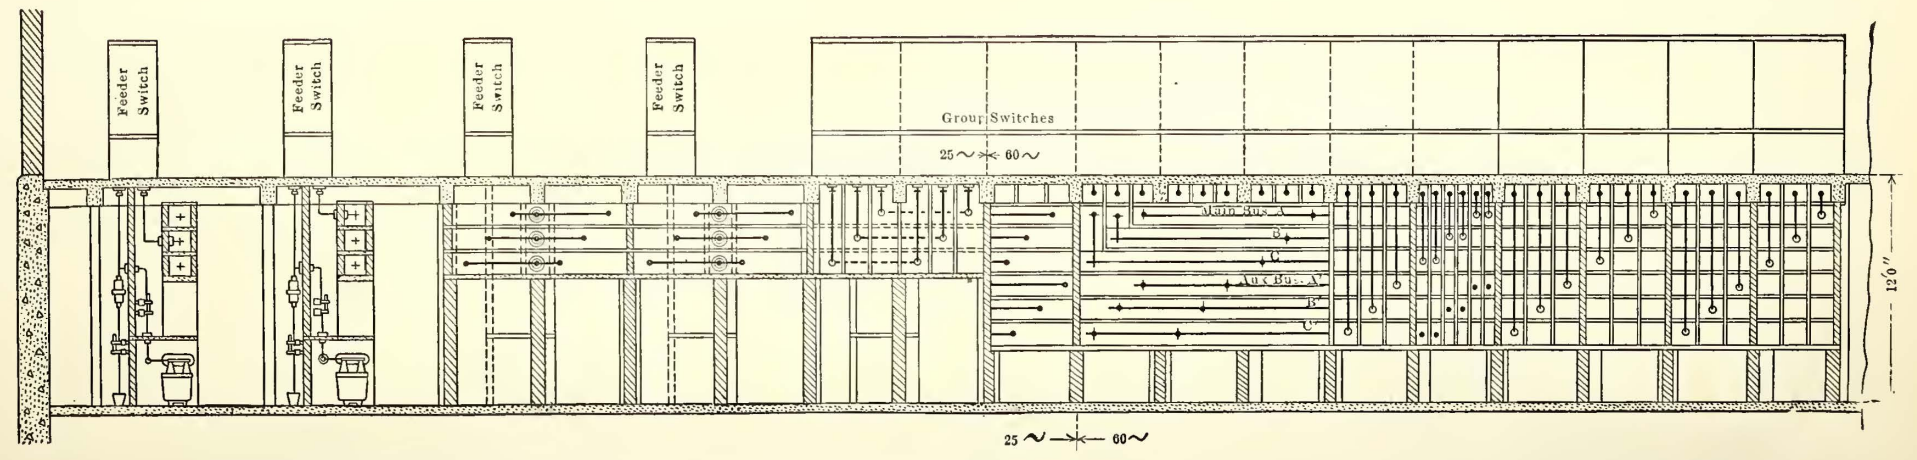 Feeder
Switch
Feeder
Switch
Feeder
Switch
Feeder
Switch
Group Switches
25 ~ 60 ~
Main Bus A
B
C
Aux Bus. A'
B'
C'
12'0"
25 ~ 60 ~